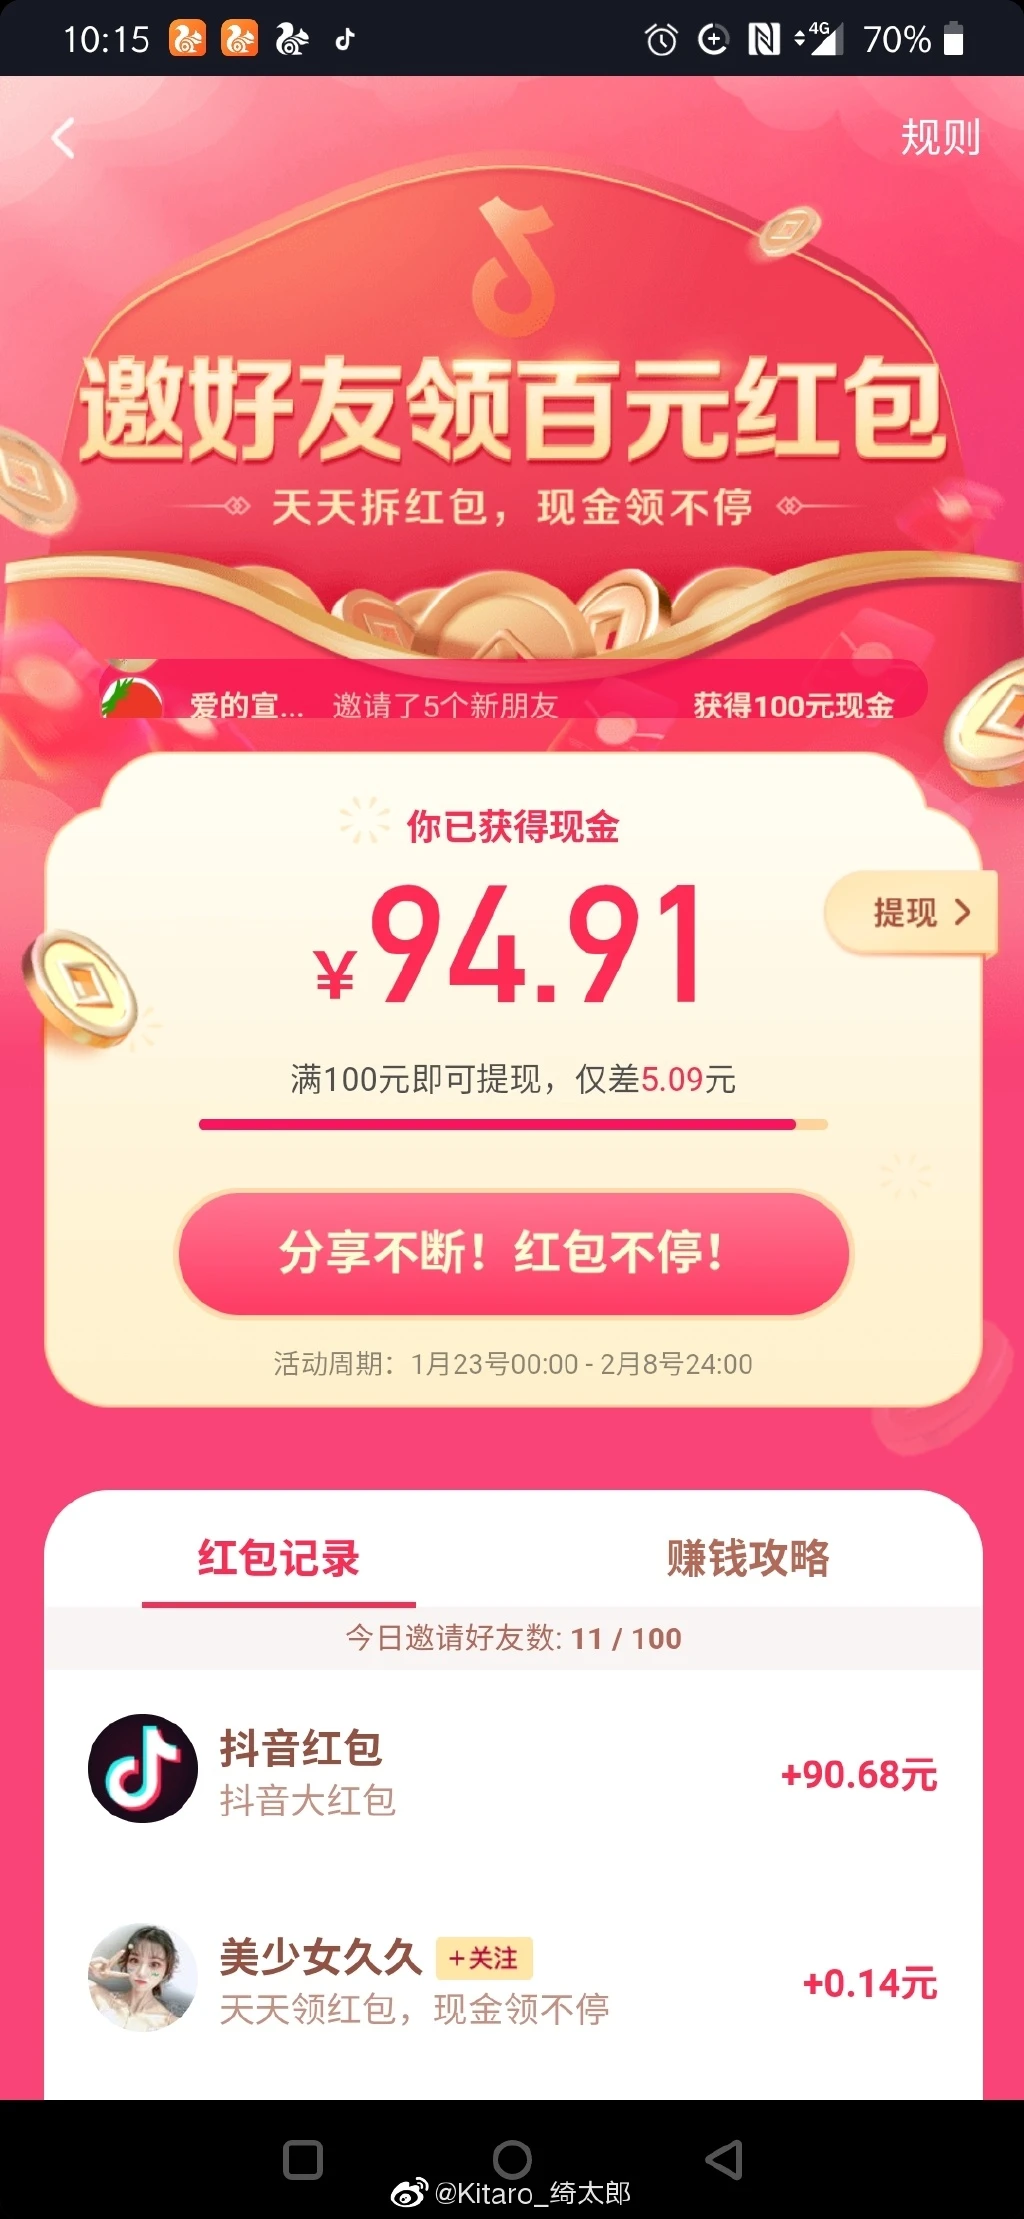 10:15
4G
70%
规则
邀好友领百元红包
天天拆红包，现金领不停
爱的宣... 邀请了5个新朋友 获得100元现金
你已获得现金
¥94.91
提现
满100元即可提现，仅差5.09元
分享不断！红包不停！
活动周期：1月23号00:00 - 2月8号24:00
红包记录 赚钱攻略
今日邀请好友数: 11 / 100
抖音红包
抖音大红包
+90.68元
美少女久久 +关注
天天领红包，现金领不停
+0.14元
@Kitaro_绮太郎